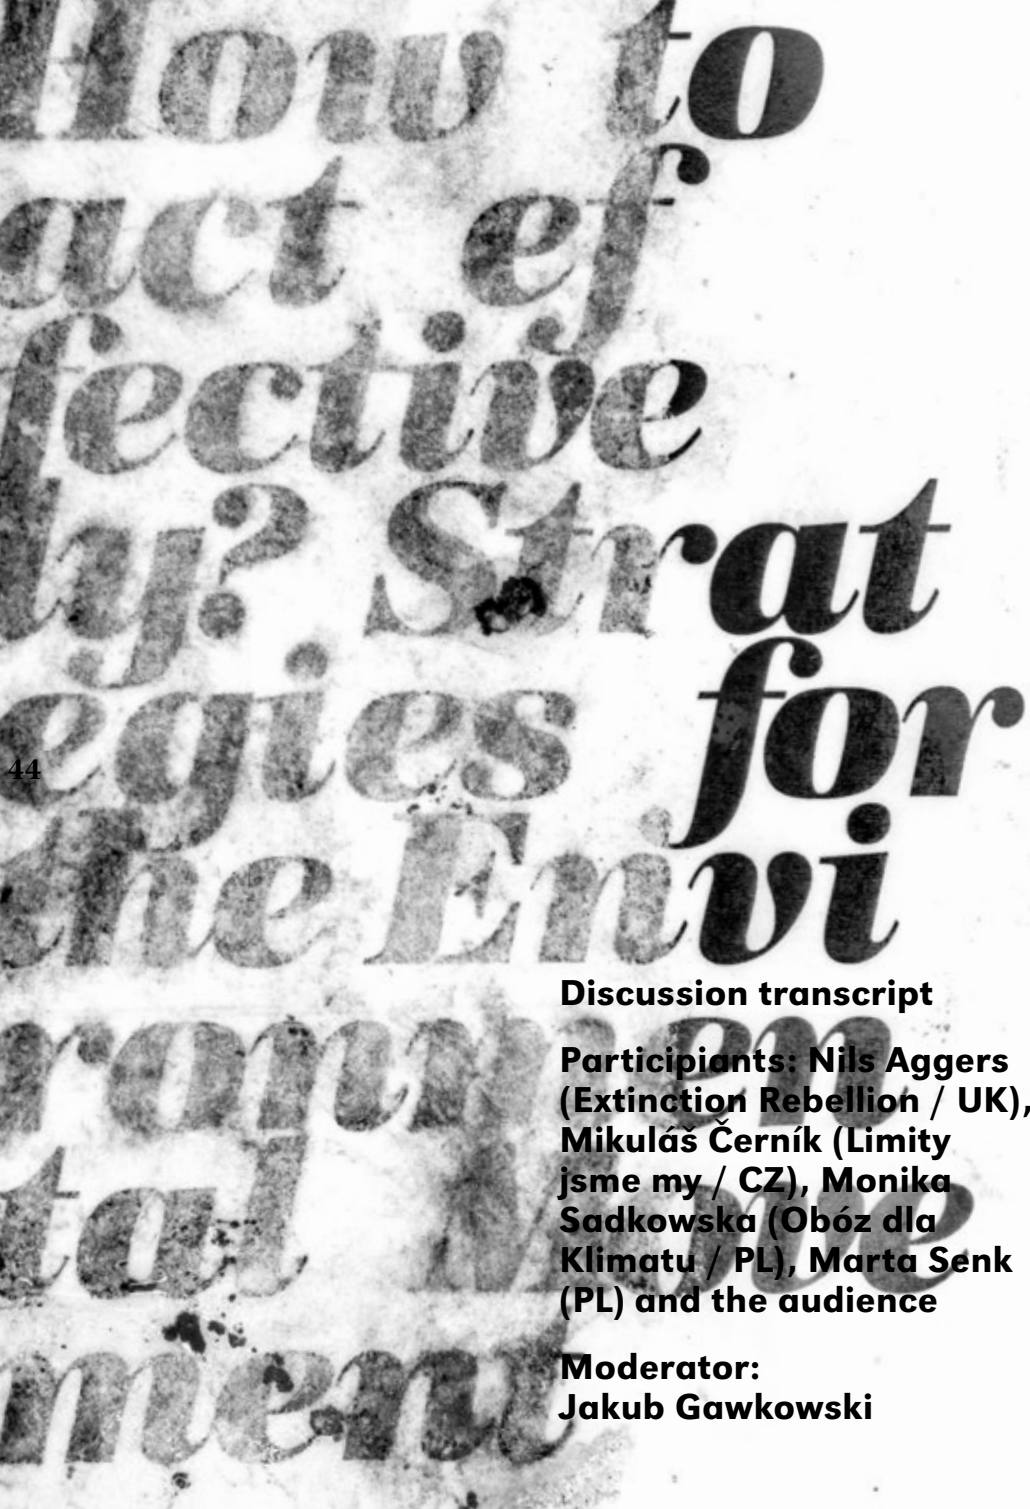 How to
act ef
fective
ly? Strat
egies for
44
the Envi
ronmen
tal Move
ment
Discussion transcript
Participiants: Nils Aggers
(Extinction Rebellion / UK),
Mikuláš Černík (Limity
jsme my / CZ), Monika
Sadkowska (Obóz dla
Klimatu / PL), Marta Senk
(PL) and the audience
Moderator:
Jakub Gawkowski